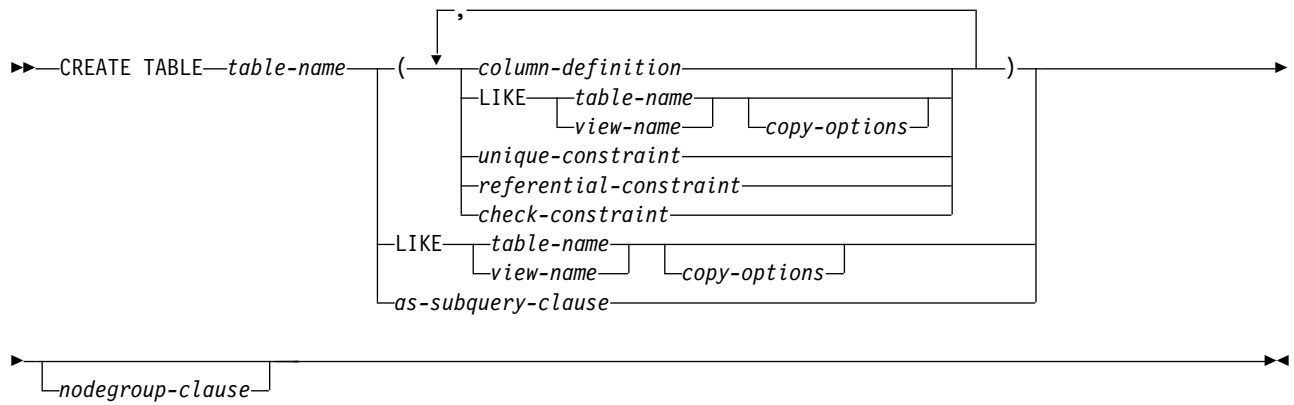 ,
CREATE TABLE table-name ( column-definition )
LIKE table-name
view-name copy-options
unique-constraint
referential-constraint
check-constraint
LIKE table-name
view-name copy-options
as-subquery-clause
nodegroup-clause